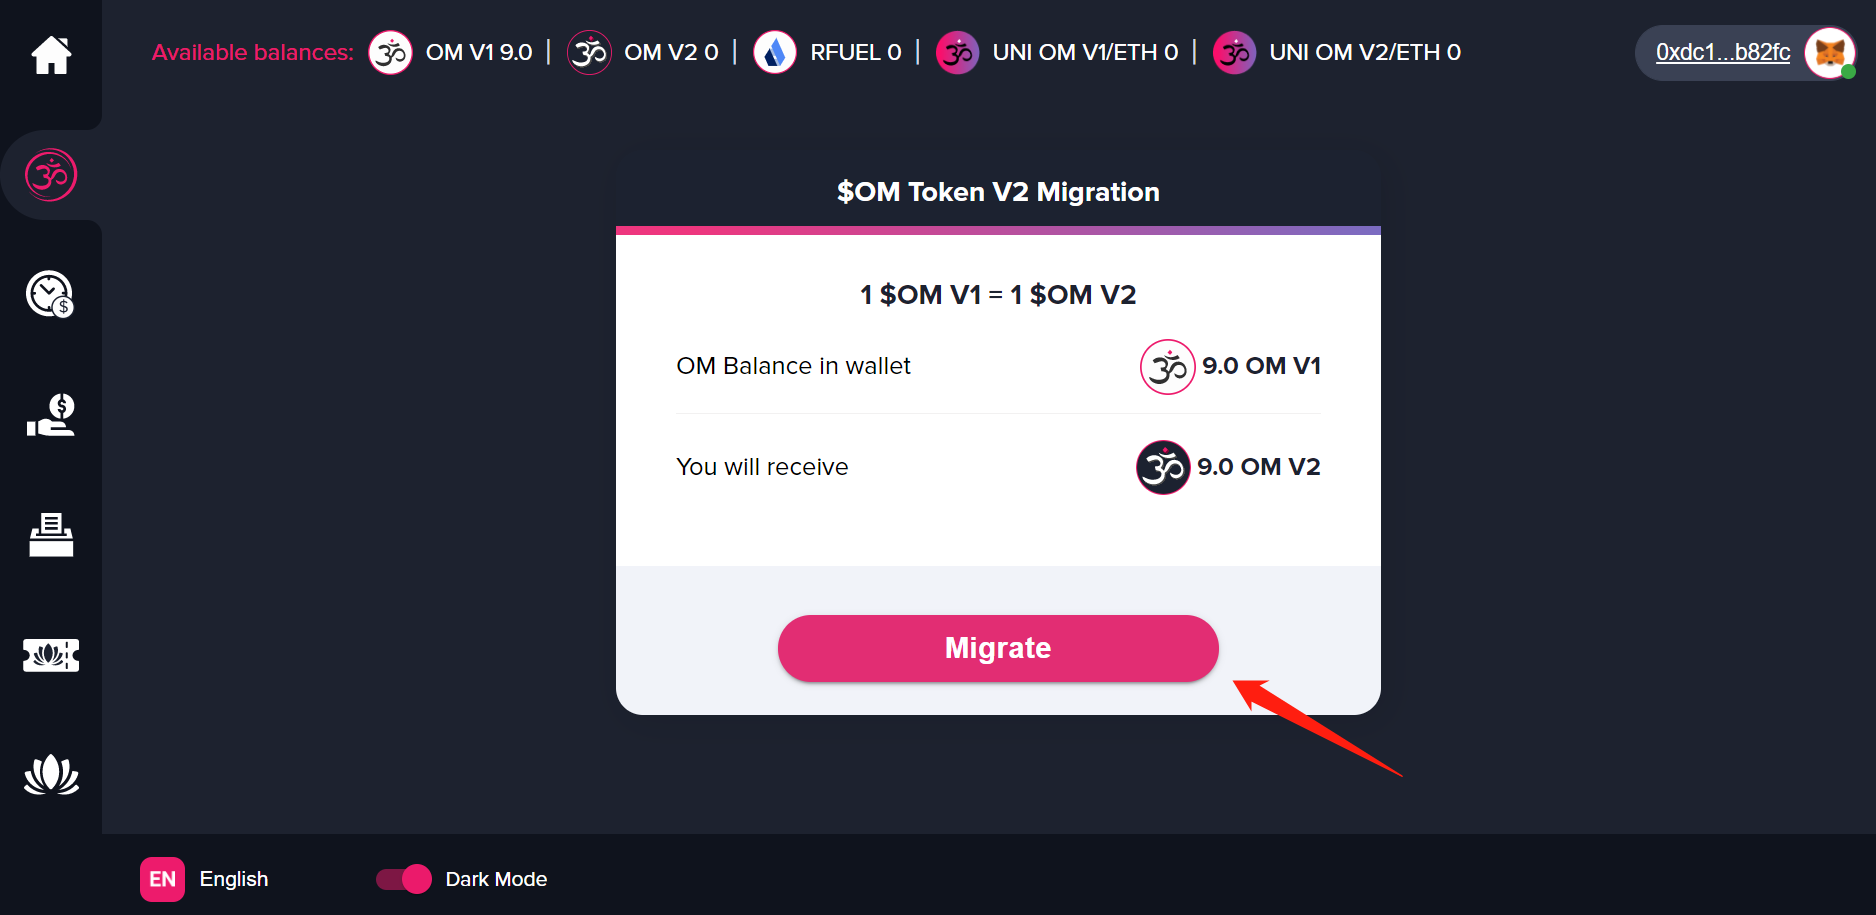 Available balances: OM V1 9.0 | OM V2 0 | RFUEL 0 | UNI OM V1/ETH 0 | UNI OM V2/ETH 0
0xdc1...b82fc
$OM Token V2 Migration
1 $OM V1 = 1 $OM V2
OM Balance in wallet 9.0 OM V1
You will receive 9.0 OM V2
Migrate
EN English Dark Mode